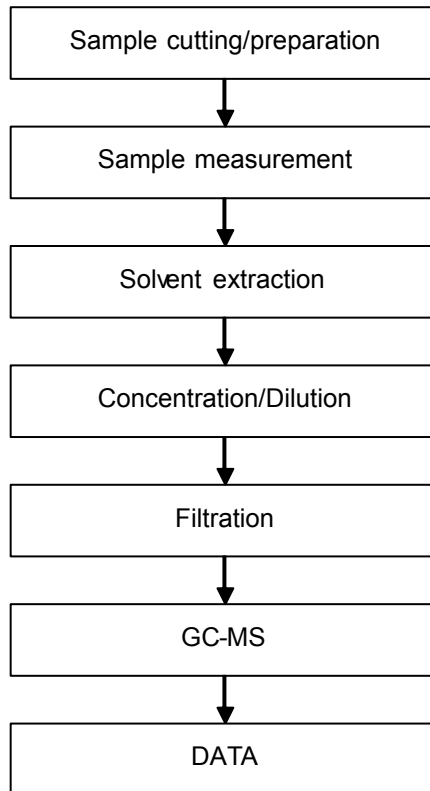 Sample cutting/preparation
Sample measurement
Solvent extraction
Concentration/Dilution
Filtration
GC-MS
DATA